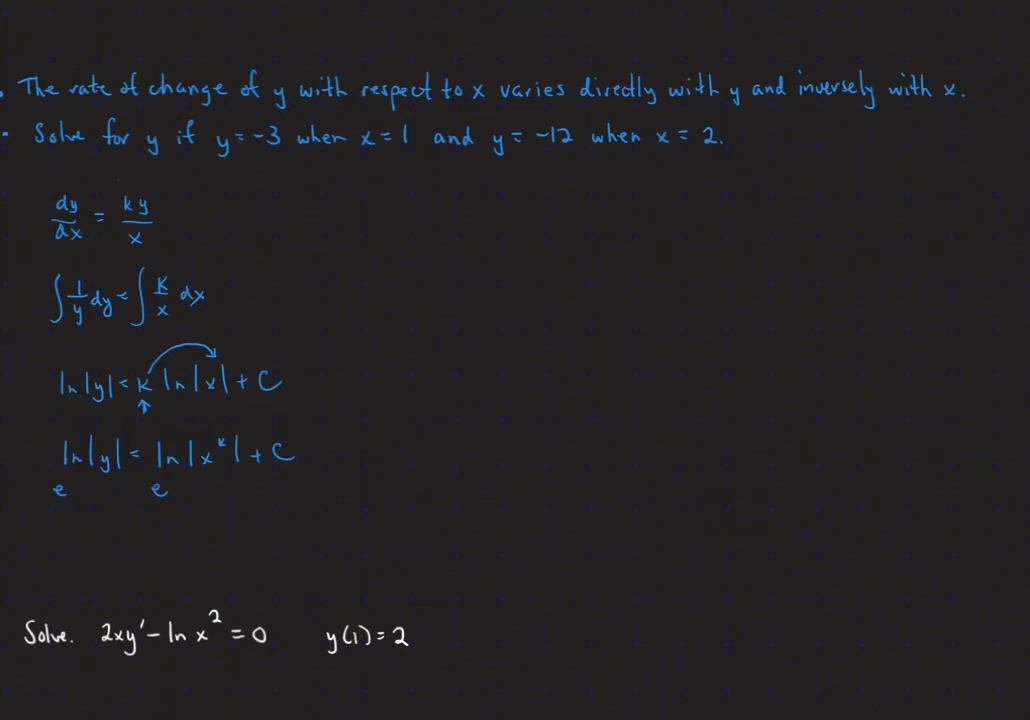 . The rate of change of y with respect to x varies directly with y and inversely with x.
. Solve for y if y = -3 when x = 1 and y = -12 when x = 2.
dy/dx = ky/x
∫ 1/y dy = ∫ k/x dx
ln|y| = k ln|x| + C
ln|y| = ln|x^k| + C
e e
Solve. 2xy' - ln x^2 = 0 y(1) = 2